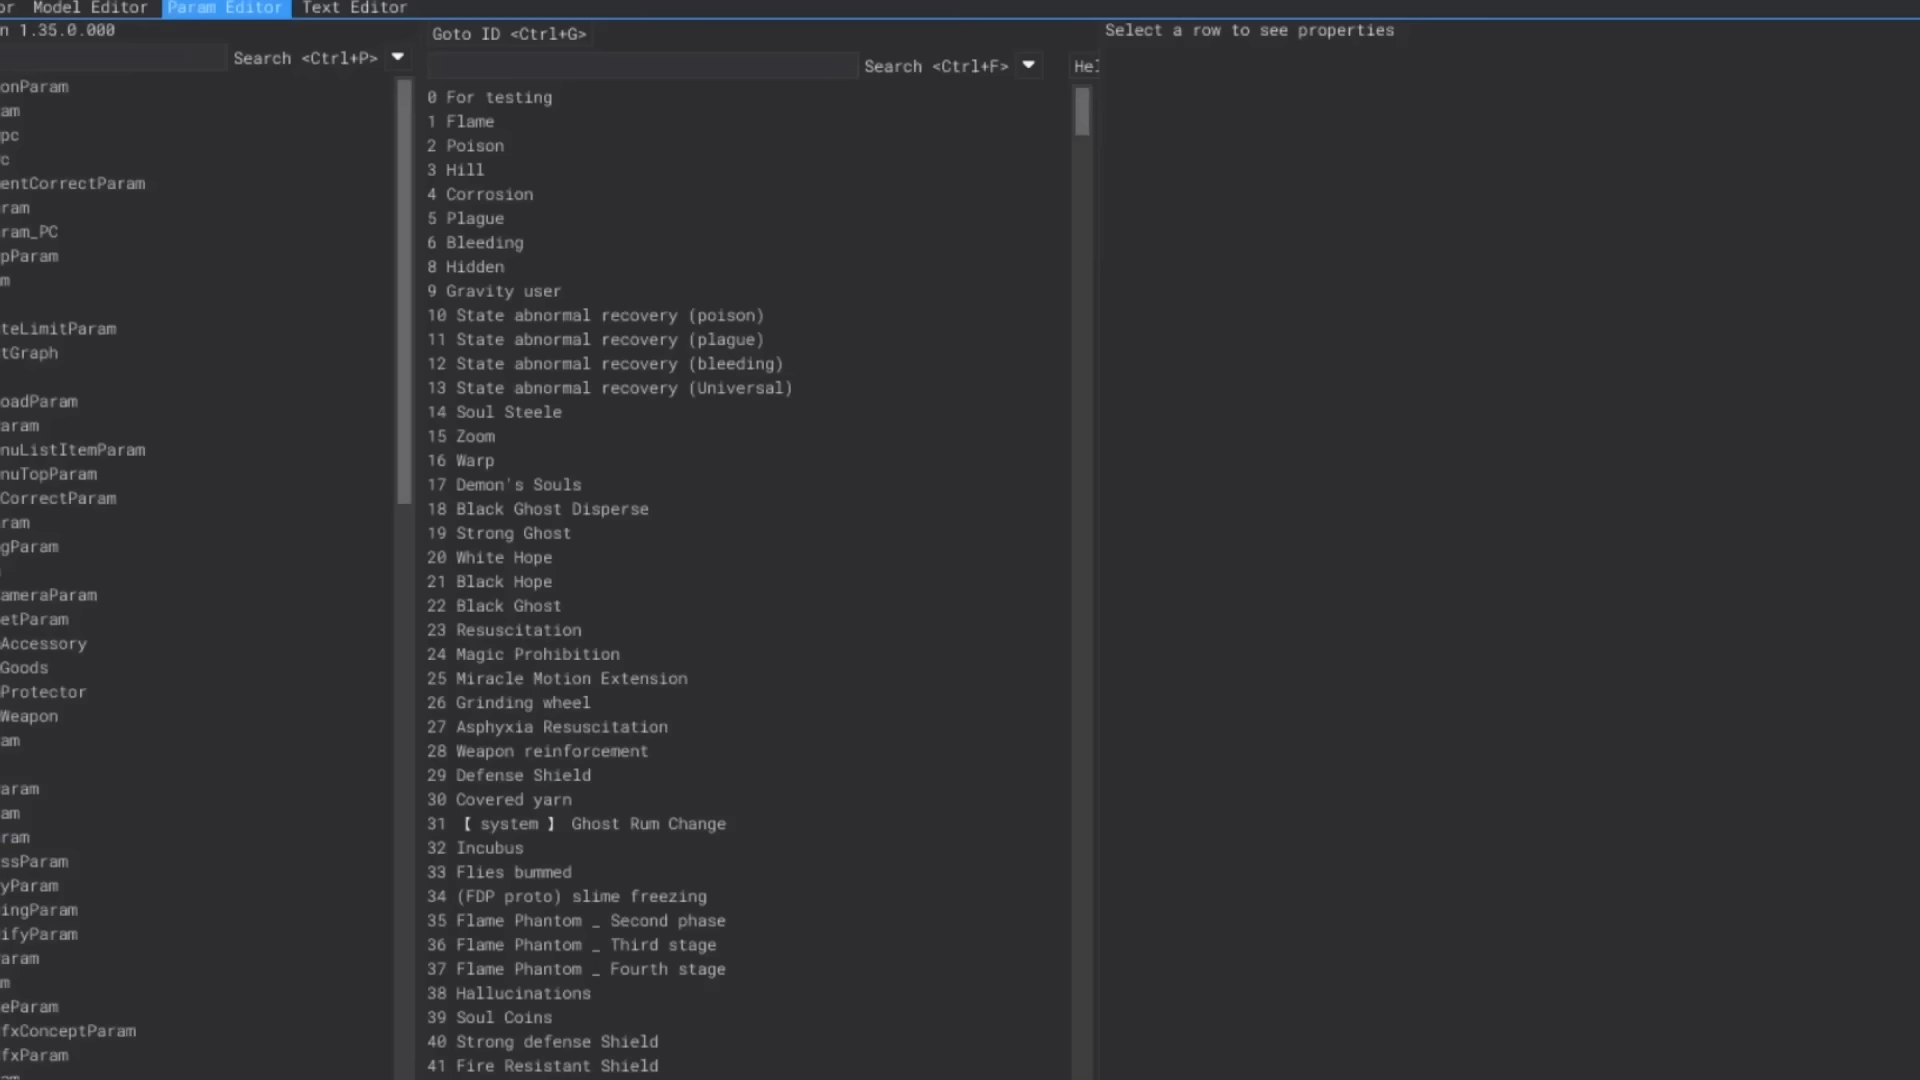 or Model Editor Param Editor Text Editor
n 1.35.0.000
Search <Ctrl+P>
onParam
am
pc
c
entCorrectParam
ram
ram_PC
pParam
m
teLimitParam
tGraph
oadParam
aram
nuListItemParam
nuTopParam
CorrectParam
ram
gParam
ameraParam
etParam
Accessory
Goods
Protector
Weapon
am
aram
am
ram
ssParam
yParam
ingParam
ifyParam
aram
m
eParam
fxConceptParam
fxParam
Goto ID <Ctrl+G>
Search <Ctrl+F>
Hel
0 For testing
1 Flame
2 Poison
3 Hill
4 Corrosion
5 Plague
6 Bleeding
8 Hidden
9 Gravity user
10 State abnormal recovery (poison)
11 State abnormal recovery (plague)
12 State abnormal recovery (bleeding)
13 State abnormal recovery (Universal)
14 Soul Steele
15 Zoom
16 Warp
17 Demon's Souls
18 Black Ghost Disperse
19 Strong Ghost
20 White Hope
21 Black Hope
22 Black Ghost
23 Resuscitation
24 Magic Prohibition
25 Miracle Motion Extension
26 Grinding wheel
27 Asphyxia Resuscitation
28 Weapon reinforcement
29 Defense Shield
30 Covered yarn
31 【 system 】 Ghost Rum Change
32 Incubus
33 Flies bummed
34 (FDP proto) slime freezing
35 Flame Phantom _ Second phase
36 Flame Phantom _ Third stage
37 Flame Phantom _ Fourth stage
38 Hallucinations
39 Soul Coins
40 Strong defense Shield
41 Fire Resistant Shield
Select a row to see properties